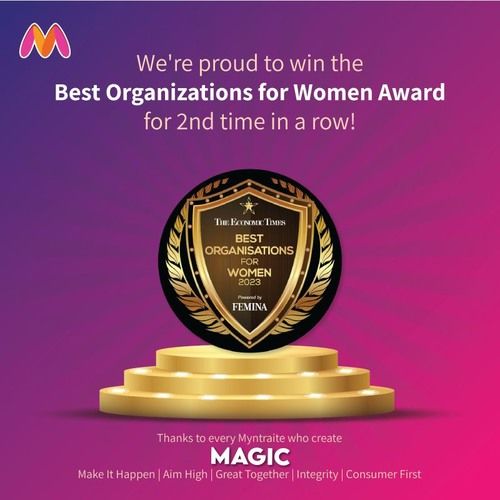 We're proud to win the
Best Organizations for Women Award
for 2nd time in a row!
THE ECONOMIC TIMES
BEST
ORGANISATIONS
FOR
WOMEN
2023
Powered by
FEMINA
Thanks to every Myntraite who create
MAGIC
Make It Happen | Aim High | Great Together | Integrity | Consumer First